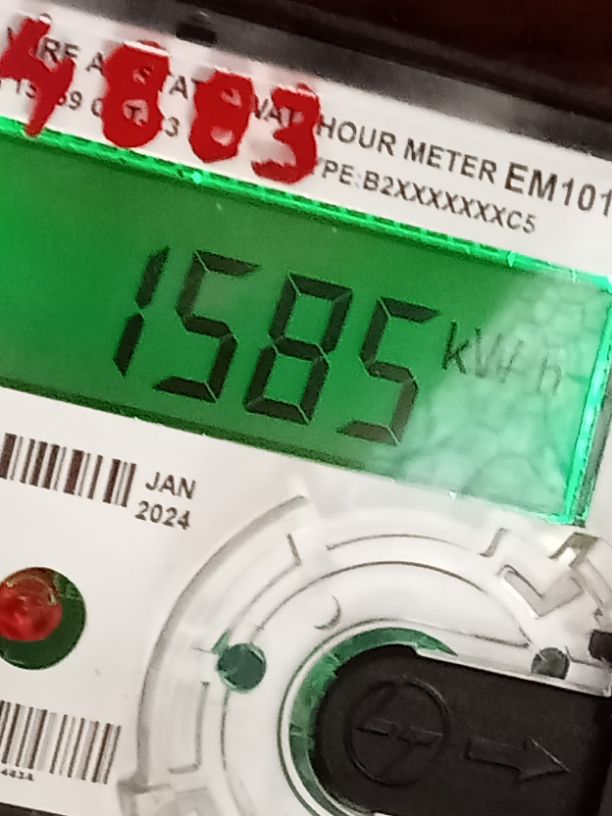 4883
HOUR METER EM101
PE:B2XXXXXXXC5
1585 kWh
JAN
2024